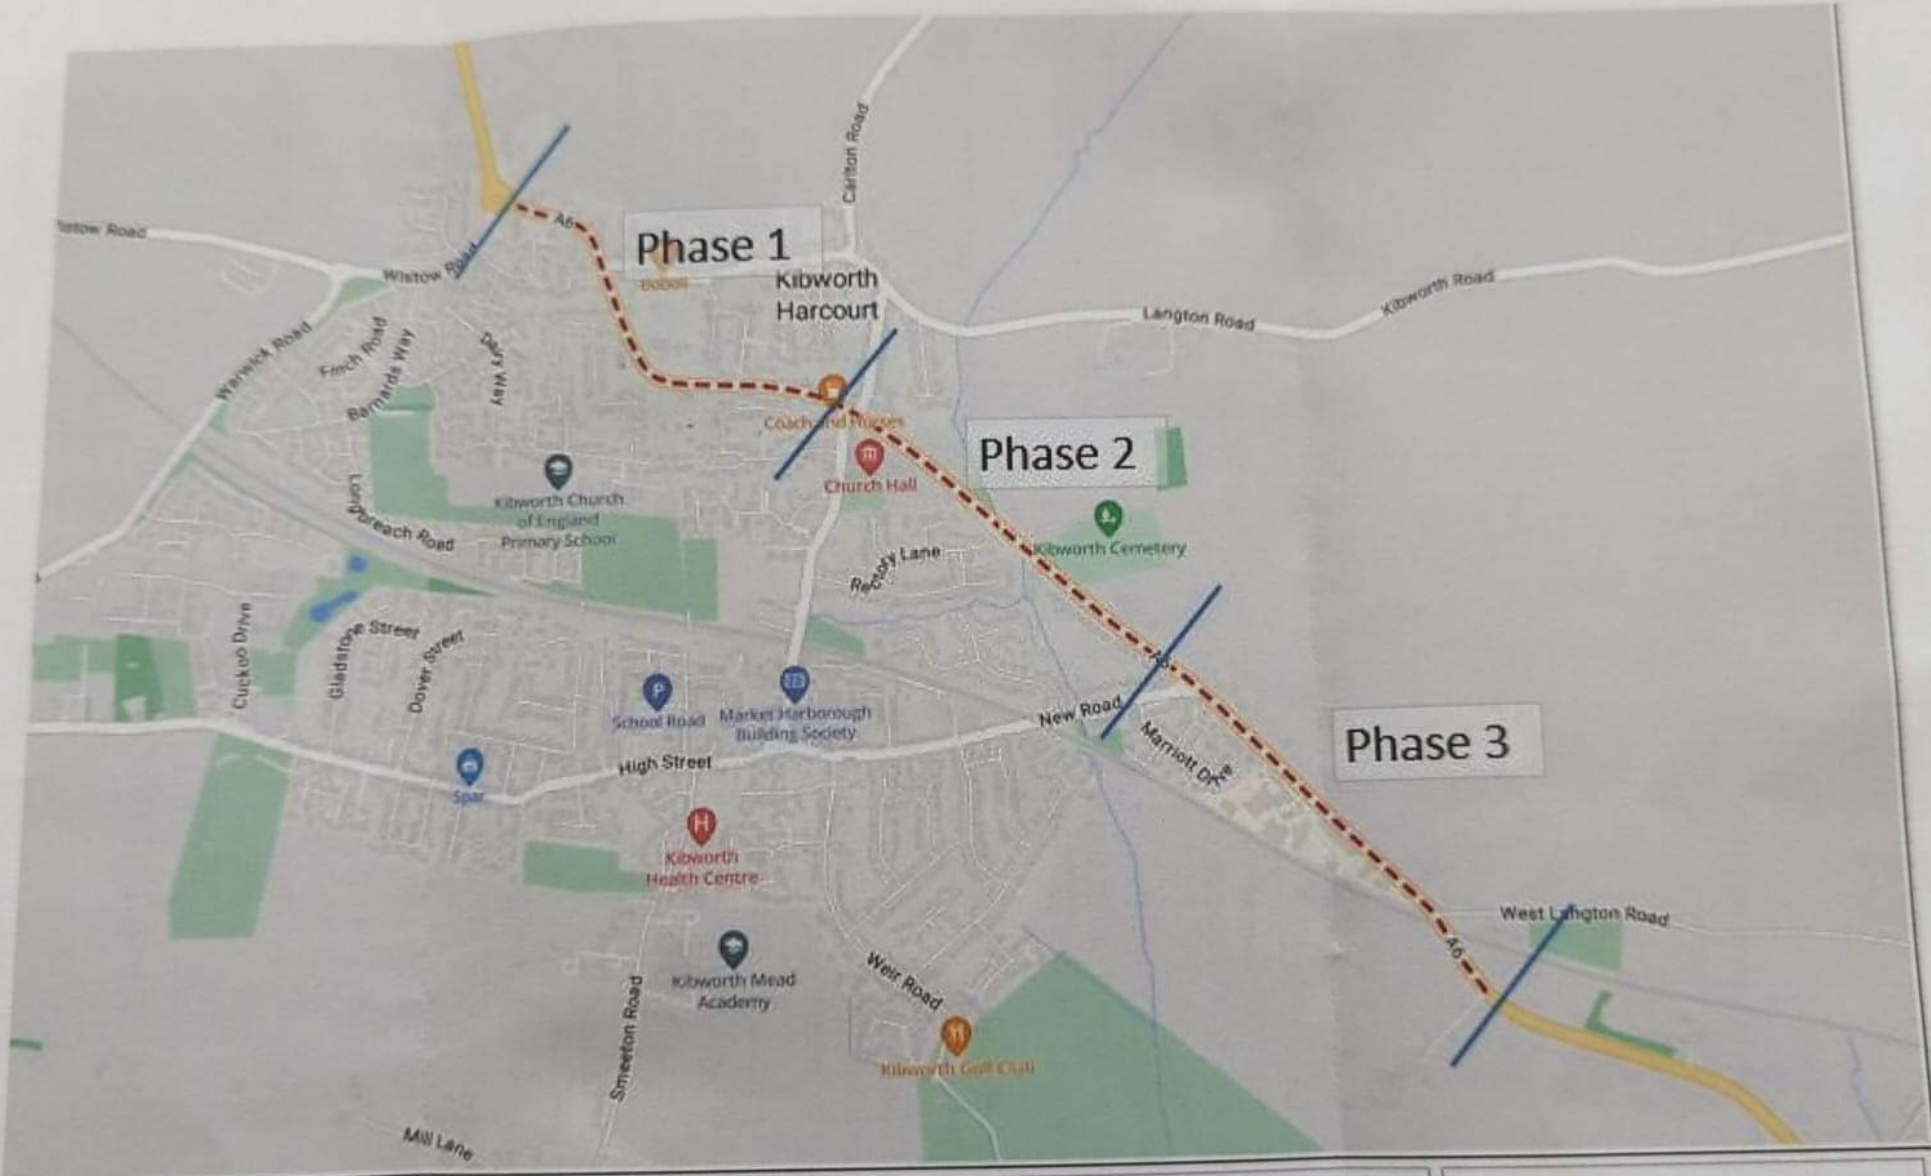 Carlton Road
A6
Phase 1
Road
Wistow Road
Boboli
Kibworth
Harcourt
Langton Road
Kibworth Road
Warwick Road
Finch Road
Barnards Way
Dairy Way
Coach and Horses
Phase 2
Church Hall
Kibworth Church
of England
Primary School
Longbreach Road
Kibworth Cemetery
Rectory Lane
Cuckoo Drive
Gladstone Street
Dover Street
A6
School Road
Market Harborough
Building Society
New Road
Marriott Drive
Phase 3
High Street
Spar
Kibworth
Health Centre
West Langton Road
A6
Kibworth Mead
Academy
Weir Road
Smeeton Road
Kibworth Golf Club
Mill Lane